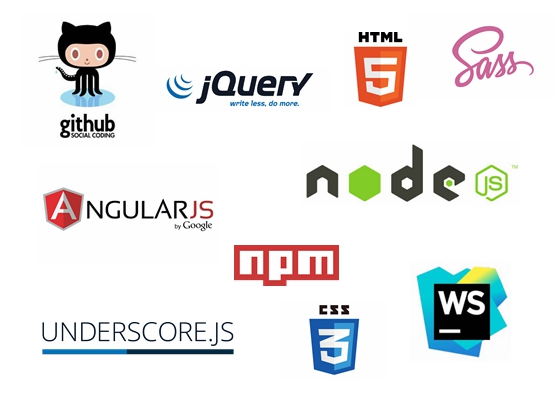 github
SOCIAL CODING
jQuery
write less, do more.
HTML
5
Sass
ANGULARJS
by Google
node
JS
TM
npm
UNDERSCORE.JS
CSS
3
WS